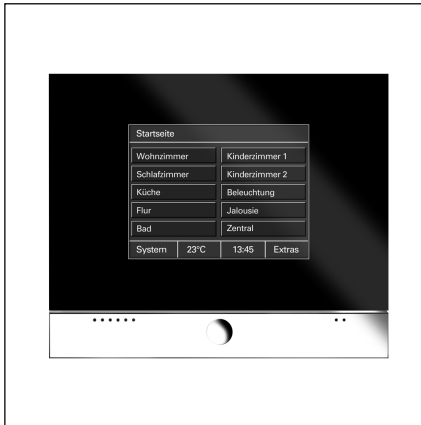 Startseite
Wohnzimmer Kinderzimmer 1
Schlafzimmer Kinderzimmer 2
Küche Beleuchtung
Flur Jalousie
Bad Zentral
System 23°C 13:45 Extras